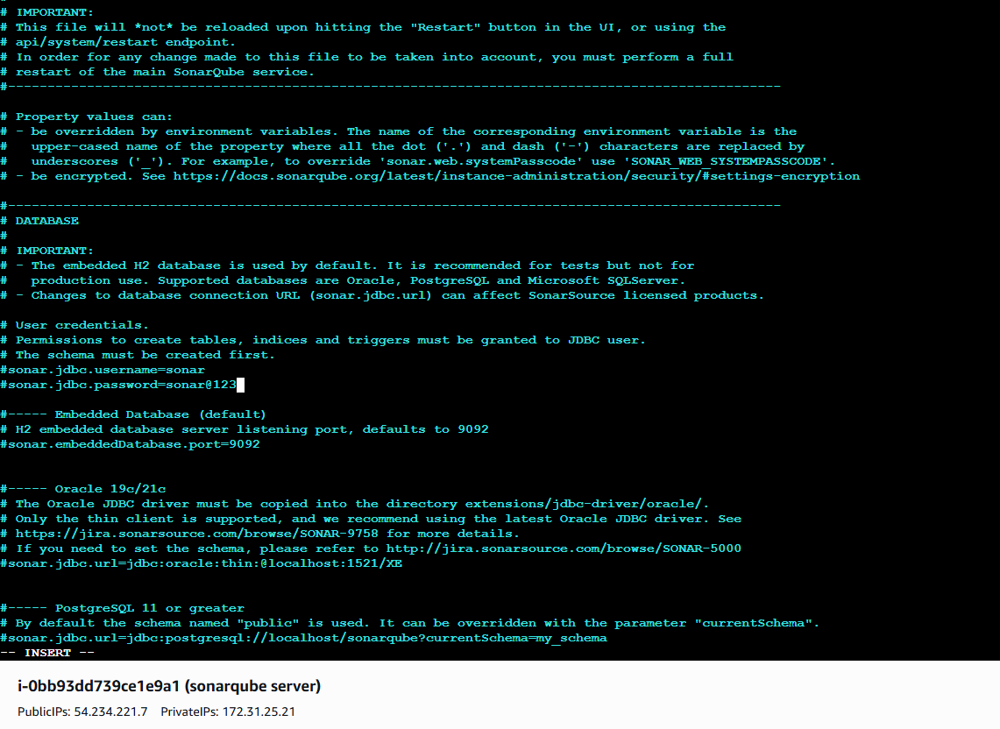 # IMPORTANT:
# This file will *not* be reloaded upon hitting the "Restart" button in the UI, or using the
# api/system/restart endpoint.
# In order for any change made to this file to be taken into account, you must perform a full
# restart of the main SonarQube service.
#--------------------------------------------------------------------------------------------------
# Property values can:
# - be overridden by environment variables. The name of the corresponding environment variable is the
#   upper-cased name of the property where all the dot ('.') and dash ('-') characters are replaced by
#   underscores ('_'). For example, to override 'sonar.web.systemPasscode' use 'SONAR_WEB_SYSTEMPASSCODE'.
# - be encrypted. See https://docs.sonarqube.org/latest/instance-administration/security/#settings-encryption
#--------------------------------------------------------------------------------------------------
# DATABASE
#
# IMPORTANT:
# - The embedded H2 database is used by default. It is recommended for tests but not for
#   production use. Supported databases are Oracle, PostgreSQL and Microsoft SQLServer.
# - Changes to database connection URL (sonar.jdbc.url) can affect SonarSource licensed products.
# User credentials.
# Permissions to create tables, indices and triggers must be granted to JDBC user.
# The schema must be created first.
#sonar.jdbc.username=sonar
#sonar.jdbc.password=sonar@123
#----- Embedded Database (default)
# H2 embedded database server listening port, defaults to 9092
#sonar.embeddedDatabase.port=9092
#----- Oracle 19c/21c
# The Oracle JDBC driver must be copied into the directory extensions/jdbc-driver/oracle/.
# Only the thin client is supported, and we recommend using the latest Oracle JDBC driver. See
# https://jira.sonarsource.com/browse/SONAR-9758 for more details.
# If you need to set the schema, please refer to http://jira.sonarsource.com/browse/SONAR-5000
#sonar.jdbc.url=jdbc:oracle:thin:@localhost:1521/XE
#----- PostgreSQL 11 or greater
# By default the schema named "public" is used. It can be overridden with the parameter "currentSchema".
#sonar.jdbc.url=jdbc:postgresql://localhost/sonarqube?currentSchema=my_schema
-- INSERT --
i-0bb93dd739ce1e9a1 (sonarqube server)
PublicIPs: 54.234.221.7    PrivateIPs: 172.31.25.21